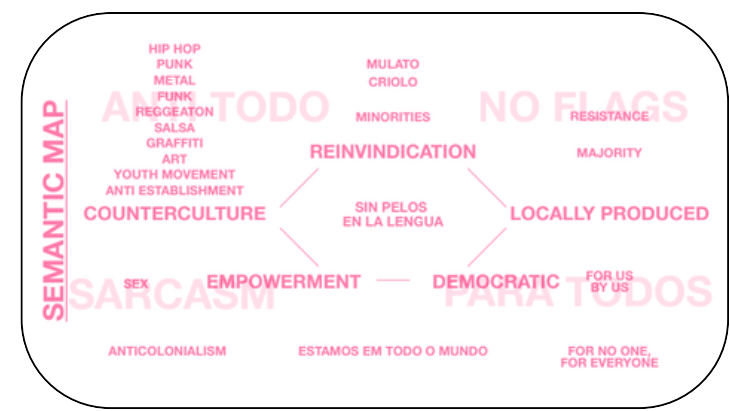 SEMANTIC MAP
HIP HOP
PUNK
METAL
FUNK
REGGEATON
SALSA
GRAFFITI
ART
YOUTH MOVEMENT
ANTI ESTABLISHMENT
COUNTERCULTURE
ANTI TODO
MULATO
CRIOLO
MINORITIES
REINVINDICATION
NO FLAGS
RESISTANCE
MAJORITY
LOCALLY PRODUCED
SIN PELOS
EN LA LENGUA
SARCASM
SEX
EMPOWERMENT
DEMOCRATIC
PARA TODOS
FOR US
BY US
ANTICOLONIALISM
ESTAMOS EM TODO O MUNDO
FOR NO ONE,
FOR EVERYONE